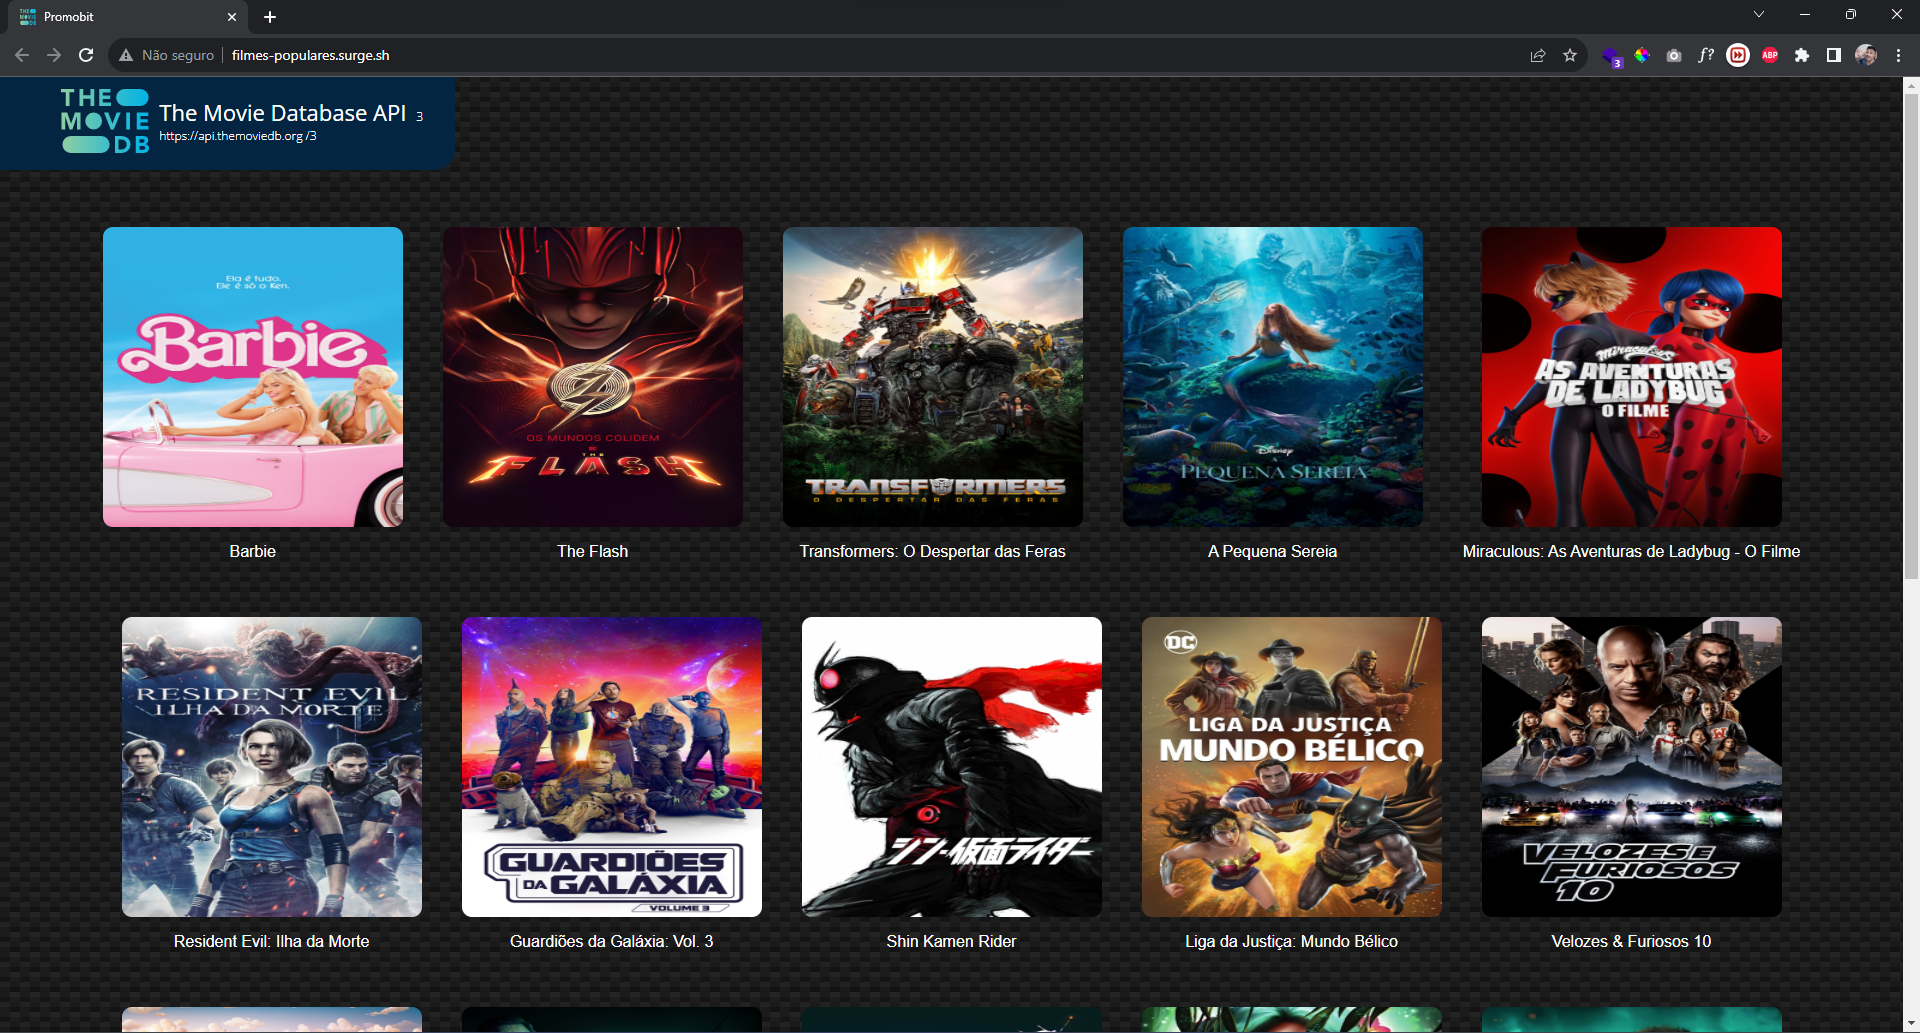 Promobit
Não seguro
filmes-populares.surge.sh
3
f?
ABP
THE
MOVIE
DB
The Movie Database API 3
https://api.themoviedb.org /3
Ela é tudo.
Ele é só o Ken.
Barbie
OS MUNDOS COLIDEM
THE
FLASH
TRANSFORMERS
O DESPERTAR DAS FERAS
Disney
A
PEQUENA SEREIA
Miraculous
AS AVENTURAS
DE LADYBUG
O FILME
Barbie
The Flash
Transformers: O Despertar das Feras
A Pequena Sereia
Miraculous: As Aventuras de Ladybug - O Filme
RESIDENT EVIL
ILHA DA MORTE
GUARDIÕES
DA GALÁXIA
VOLUME 3
シン・仮面ライダー
DC
LIGA DA JUSTIÇA
MUNDO BÉLICO
VELOZES E
FURIOSOS
10
Resident Evil: Ilha da Morte
Guardiões da Galáxia: Vol. 3
Shin Kamen Rider
Liga da Justiça: Mundo Bélico
Velozes & Furiosos 10